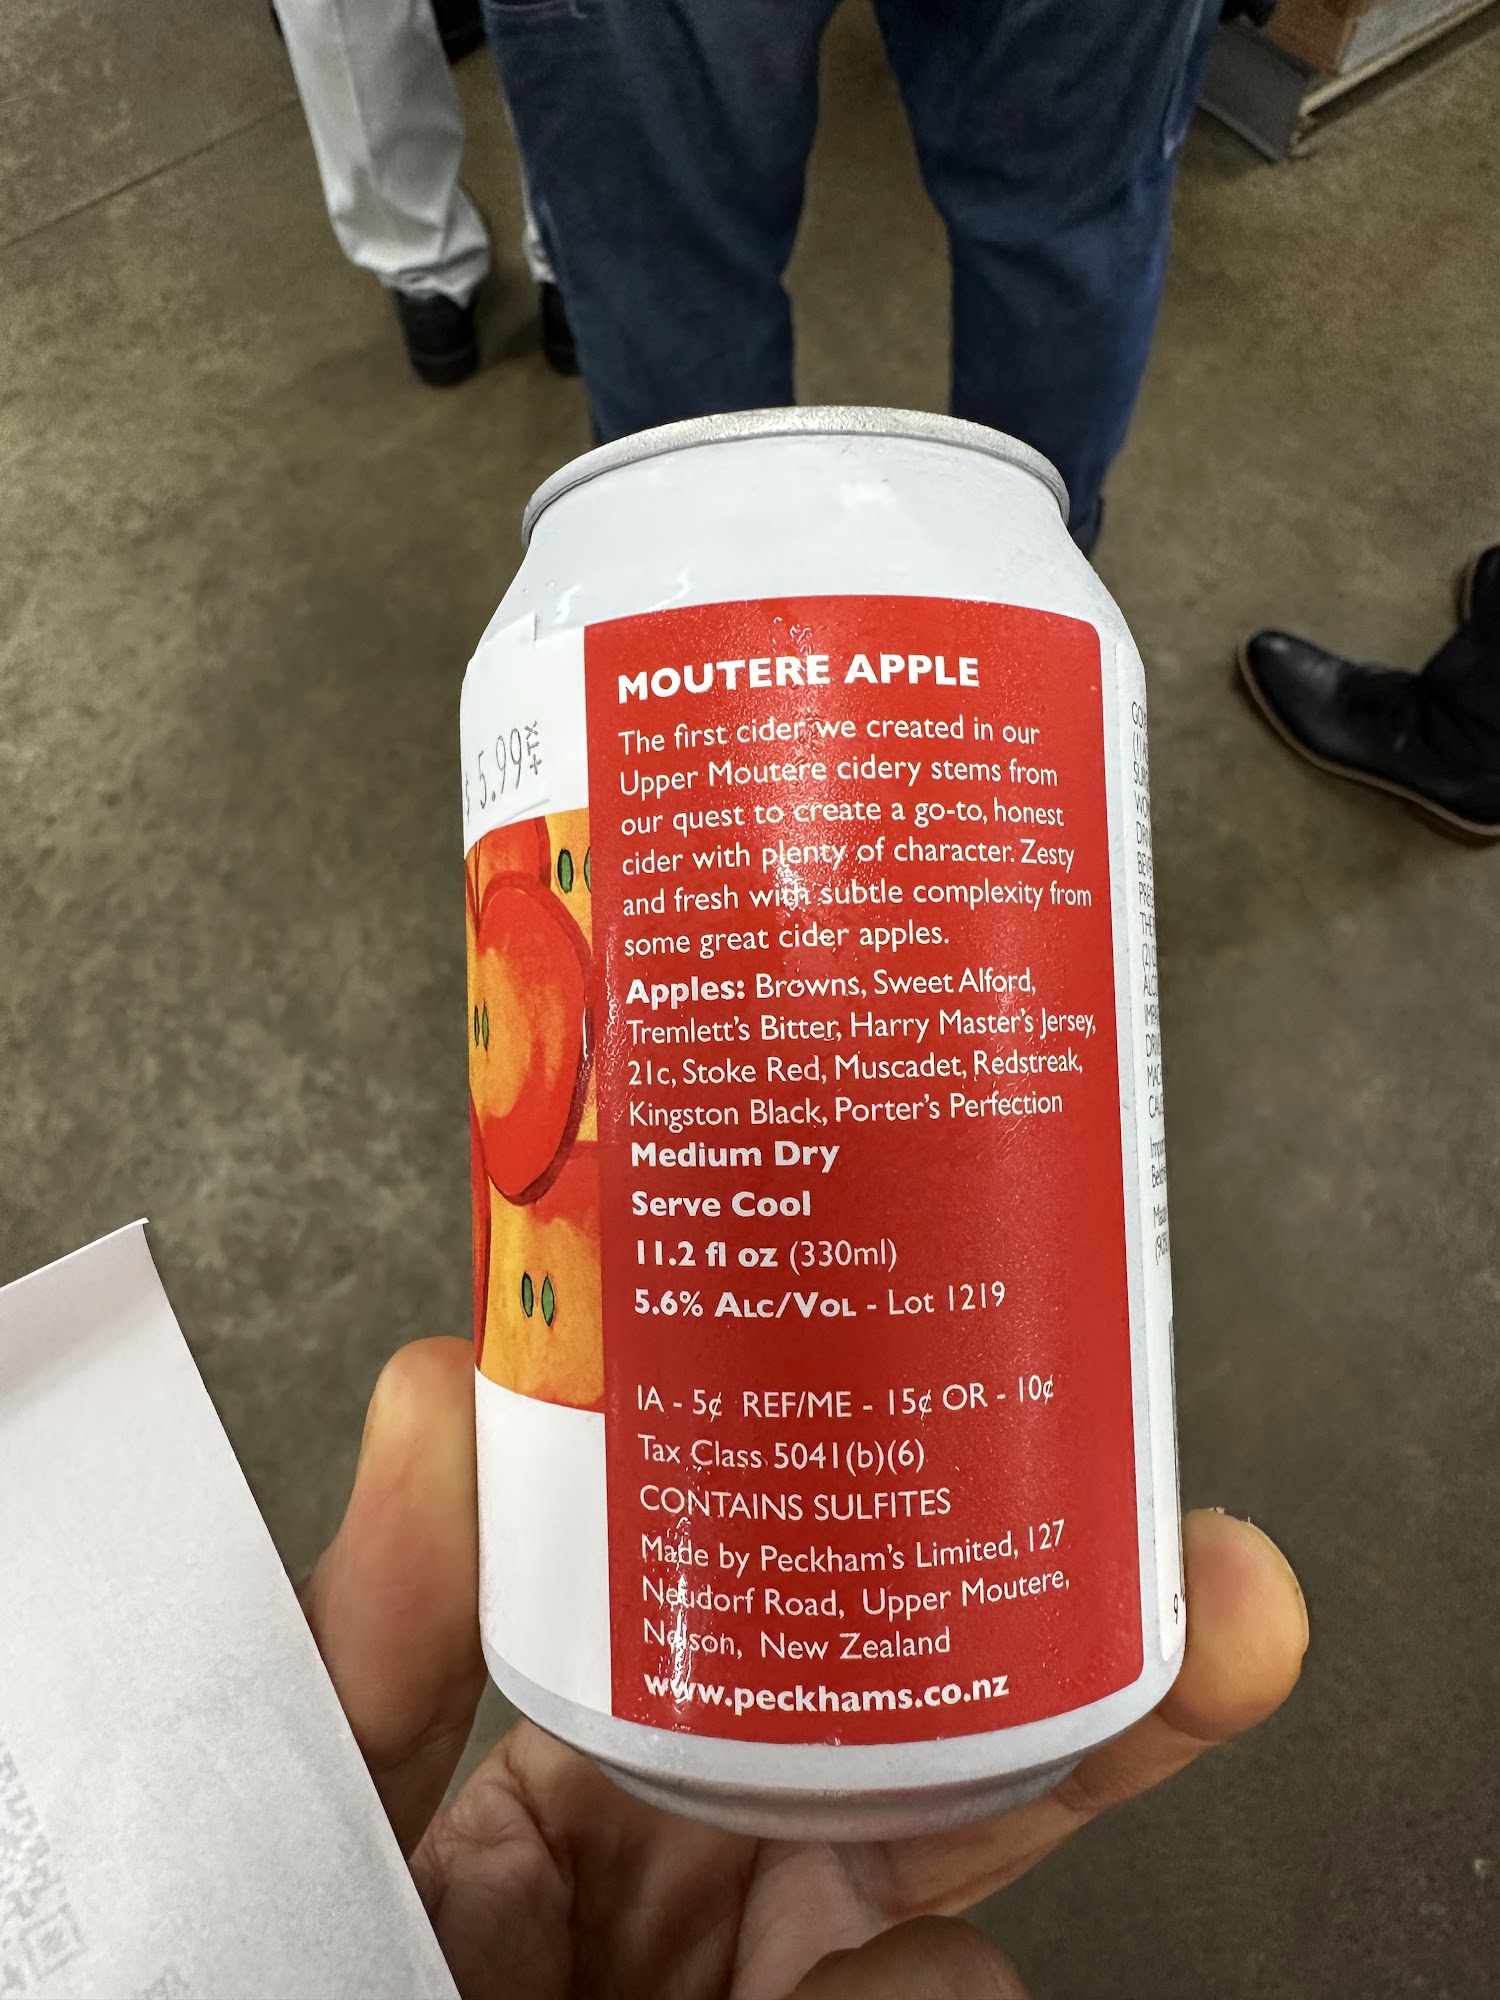 $5.99
+TX
MOUTERE APPLE
The first cider we created in our
Upper Moutere cidery stems from
our quest to create a go-to, honest
cider with plenty of character. Zesty
and fresh with subtle complexity from
some great cider apples.
Apples: Browns, Sweet Alford,
Tremlett's Bitter, Harry Master's Jersey,
21c, Stoke Red, Muscadet, Redstreak,
Kingston Black, Porter's Perfection
Medium Dry
Serve Cool
11.2 fl oz (330ml)
5.6% ALC/VOL - Lot 1219
IA - 5¢ REF/ME - 15¢ OR - 10¢
Tax Class 5041(b)(6)
CONTAINS SULFITES
Made by Peckham's Limited, 127
Neudorf Road, Upper Moutere,
Nelson, New Zealand
www.peckhams.co.nz
9